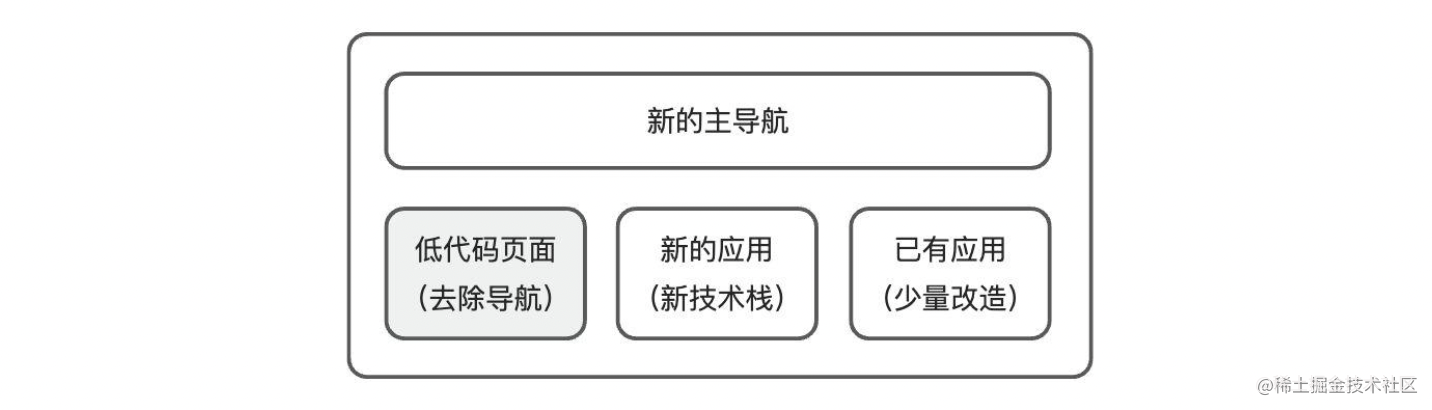 新的主导航
低代码页面
（去除导航）
新的应用
（新技术栈）
已有应用
（少量改造）
@稀土掘金技术社区